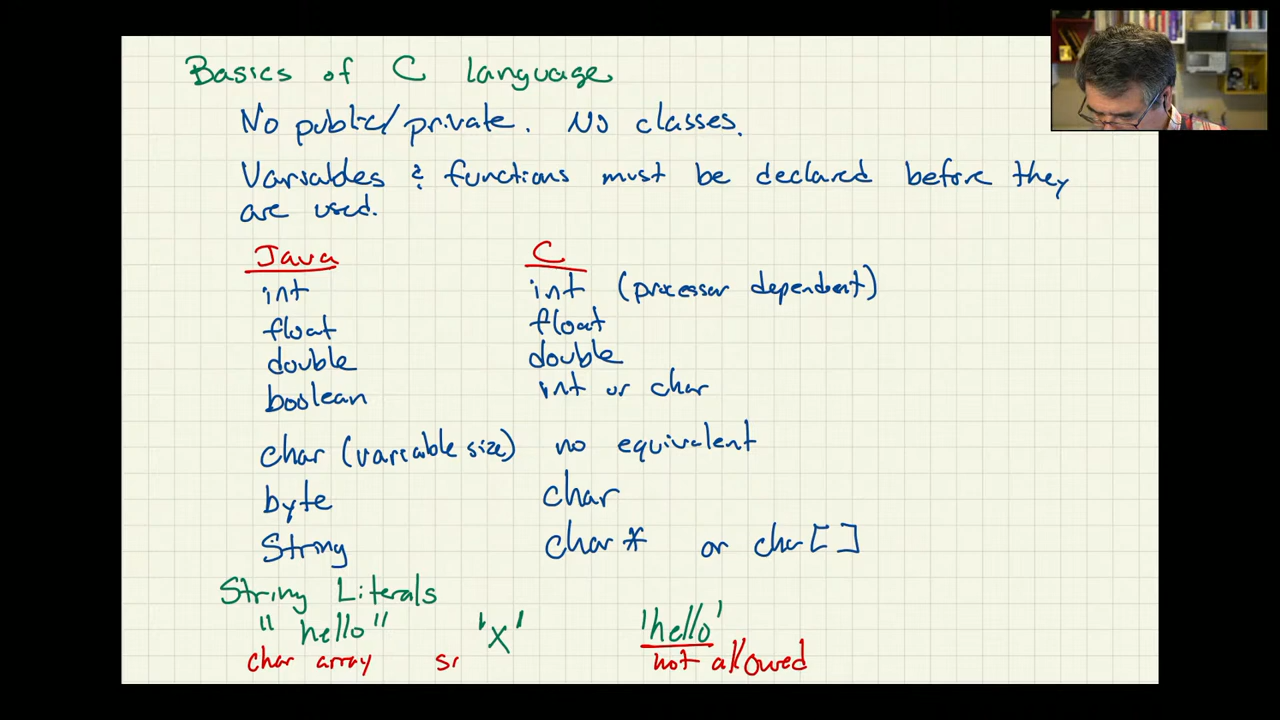 Basics of C language
No public/private. No classes.
Variables & functions must be declared before they
are used.
Java C
int int (processor dependent)
float float
double double
boolean int or char
char (variable size) no equivalent
byte char
String char * or char[ ]
String Literals
"hello" 'x' 'hello'
char array si not allowed